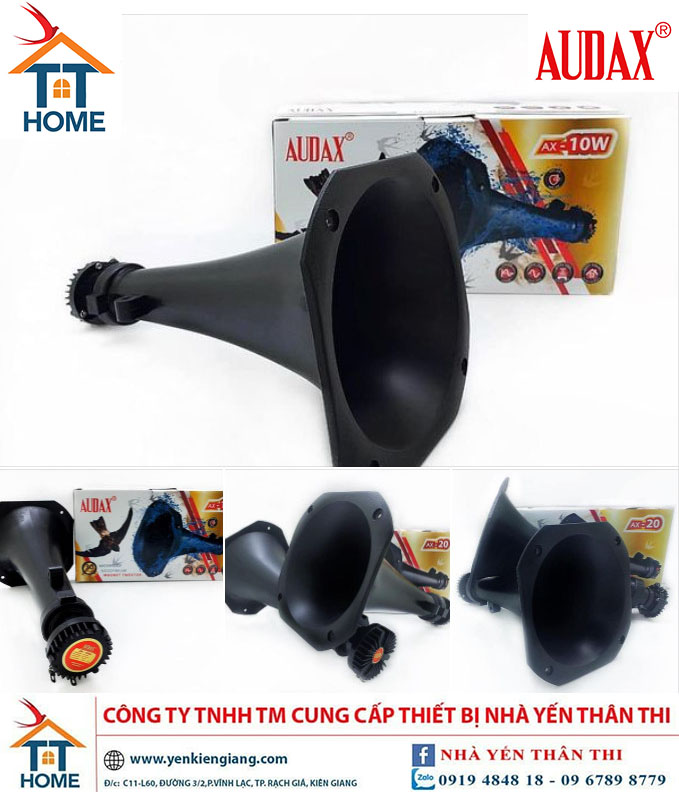 TT
HOME
AUDAX®
AUDAX®
AX-10W
AUDAX®
AX-20
AX-20
TT
HOME
CÔNG TY TNHH TM CUNG CẤP THIẾT BỊ NHÀ YẾN THÂN THI
www.yenkiengiang.com
NHÀ YẾN THÂN THI
Đ/c: C11-L60, ĐƯỜNG 3/2,P.VĨNH LẠC, TP. RẠCH GIÁ, KIÊN GIANG
Zalo 0919 4848 18 - 09 6789 8779